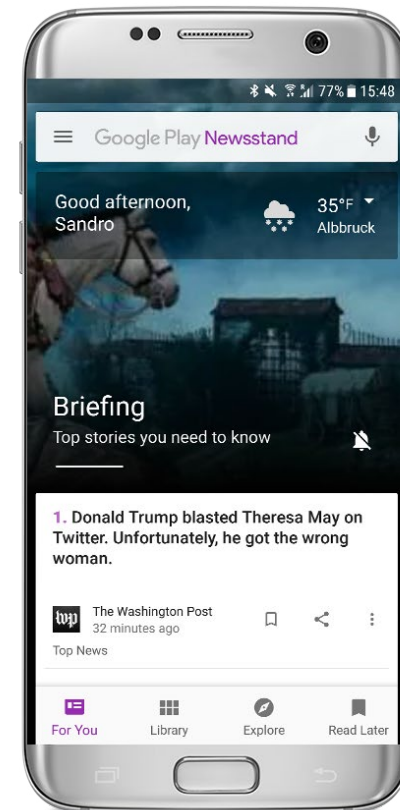 77% 15:48
Google Play Newsstand
Good afternoon,
Sandro
35°F
Albbruck
Briefing
Top stories you need to know
1. Donald Trump blasted Theresa May on
Twitter. Unfortunately, he got the wrong
woman.
wp
The Washington Post
32 minutes ago
Top News
For You
Library
Explore
Read Later